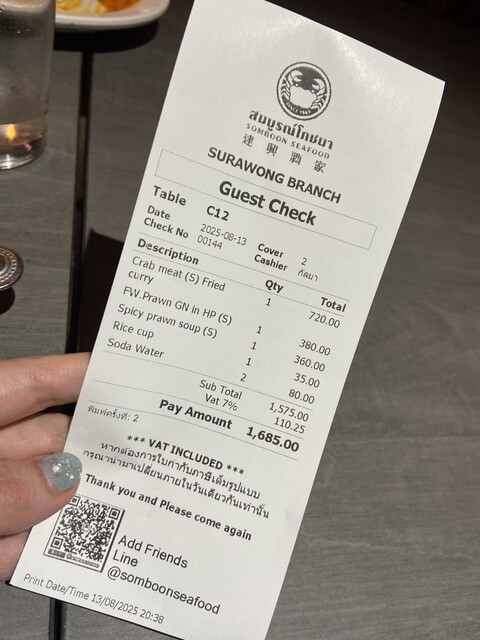 SINCE 1969
สมบูรณ์โภชนา
SOMBOON SEAFOOD
建 興 酒 家
SURAWONG BRANCH
Guest Check
Table C12
Date 2025-08-13 Cover 2
Check No 00144 Cashier กัลยา
Description Qty Total
Crab meat (S) Fried curry 1 720.00
FW.Prawn GN in HP (S) 1 380.00
Spicy prawn soup (S) 1 360.00
Rice cup 1 35.00
Soda Water 2 80.00
Sub Total 1,575.00
Vat 7% 110.25
Pay Amount 1,685.00
พิมพ์ครั้งที่: 2
*** VAT INCLUDED ***
หากต้องการใบกำกับภาษีเต็มรูปแบบ
กรุณานำมาเปลี่ยนภายในวันเดียวกันเท่านั้น
Thank you and Please come again
Add Friends
Line
@somboonseafood
Print Date/Time 13/08/2025 20:38